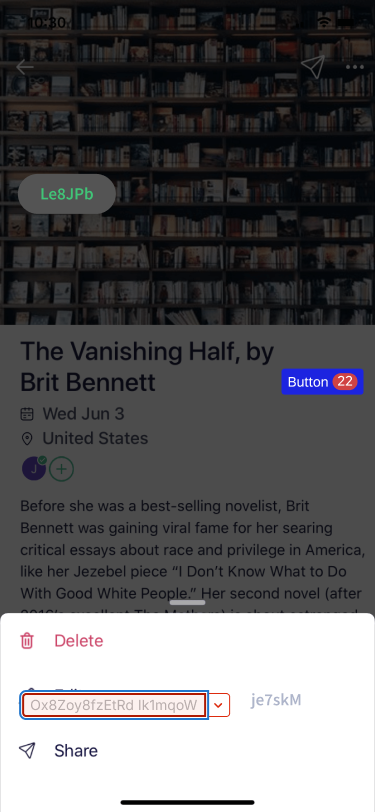 10:30
Le8JPb
The Vanishing Half, by
Brit Bennett
Button 22
Wed Jun 3
United States
J
Before she was a best-selling novelist, Brit
Bennett was gaining viral fame for her searing
critical essays about race and privilege in America,
like her Jezebel piece “I Don’t Know What to Do
With Good White People.” Her second novel (after
Delete
Ox8Zoy8fzEtRd Ik1mqoW
je7skM
Share